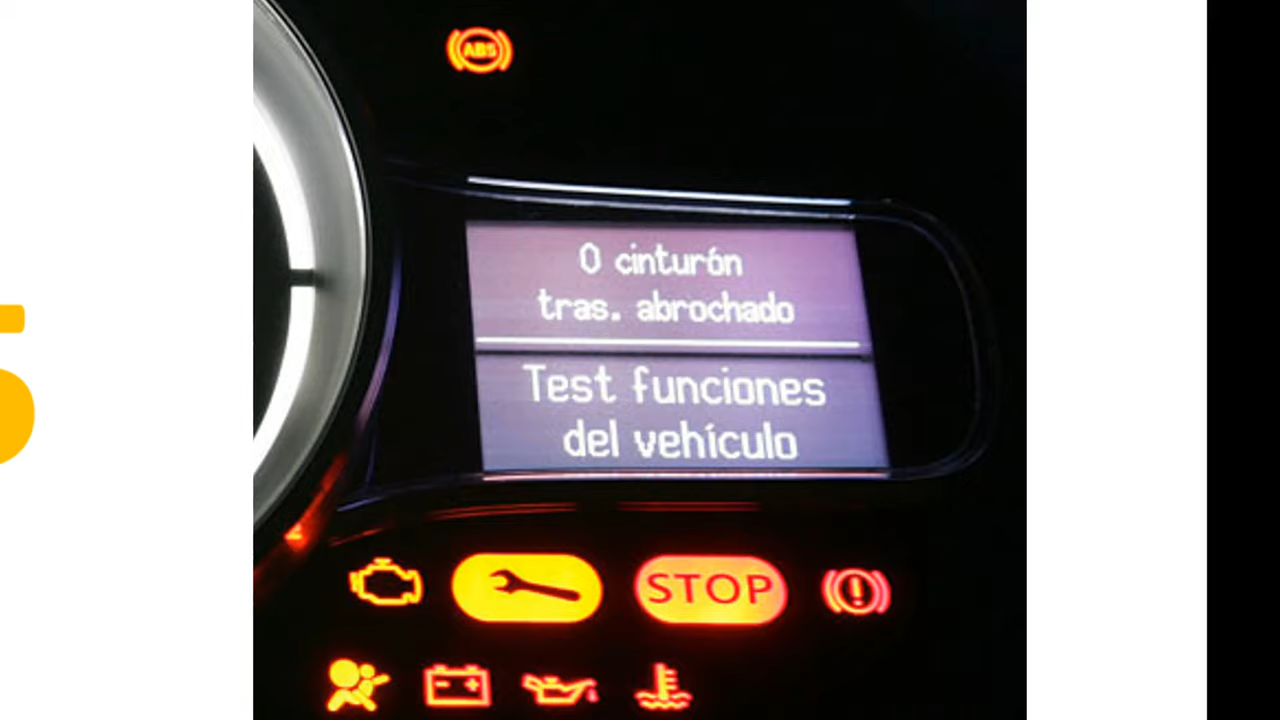 ABS
0 cinturón
tras. abrochado
Test funciones
del vehículo
STOP